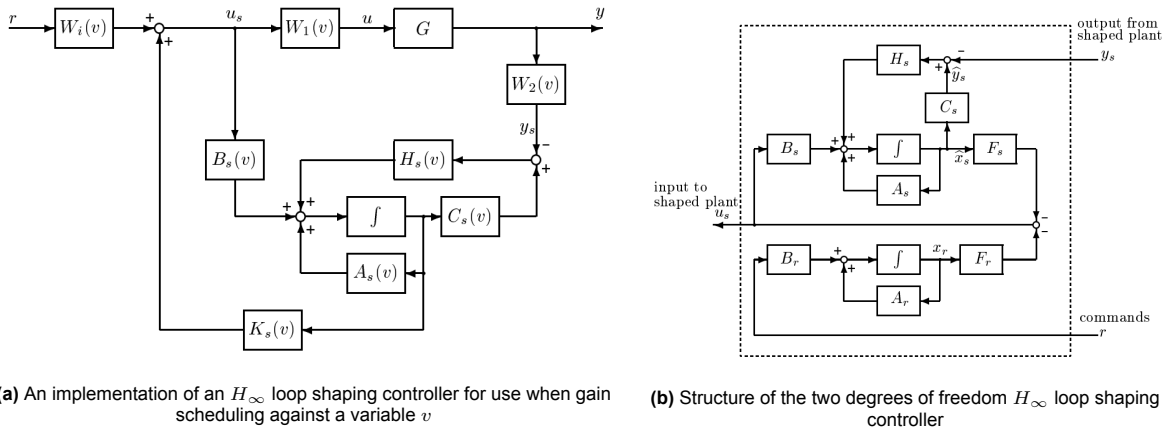 r
W_i(v)
+
+
u_s
W_1(v)
u
G
y
W_2(v)
y_s
B_s(v)
H_s(v)
−
+
+
+
+
∫
C_s(v)
A_s(v)
K_s(v)
(a) An implementation of an H_∞ loop shaping controller for use when gain
scheduling against a variable v
output from
shaped plant
y_s
H_s
−
+
ŷ_s
C_s
B_s
+
+
+
∫
x̂_s
F_s
A_s
input to
shaped plant
u_s
−
−
B_r
+
+
∫
x_r
F_r
A_r
commands
r
(b) Structure of the two degrees of freedom H_∞ loop shaping
controller